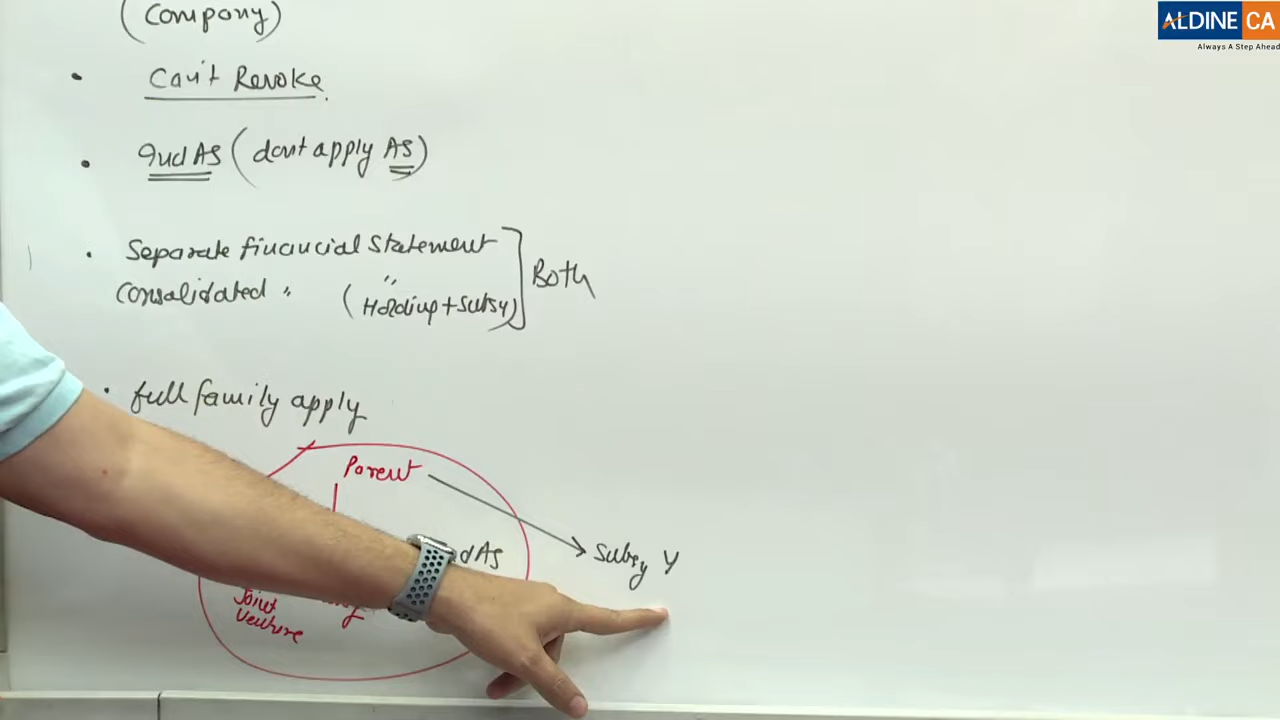 ALDINE CA
Always A Step Ahead
(Company)
• Can't Revoke.
• Ind AS (dont apply AS)
• Separate financial statement
consolidated " " (Holding + Subsy)
Both
• full family apply
Parent
dAS
Subsy Y
Joint
Venture